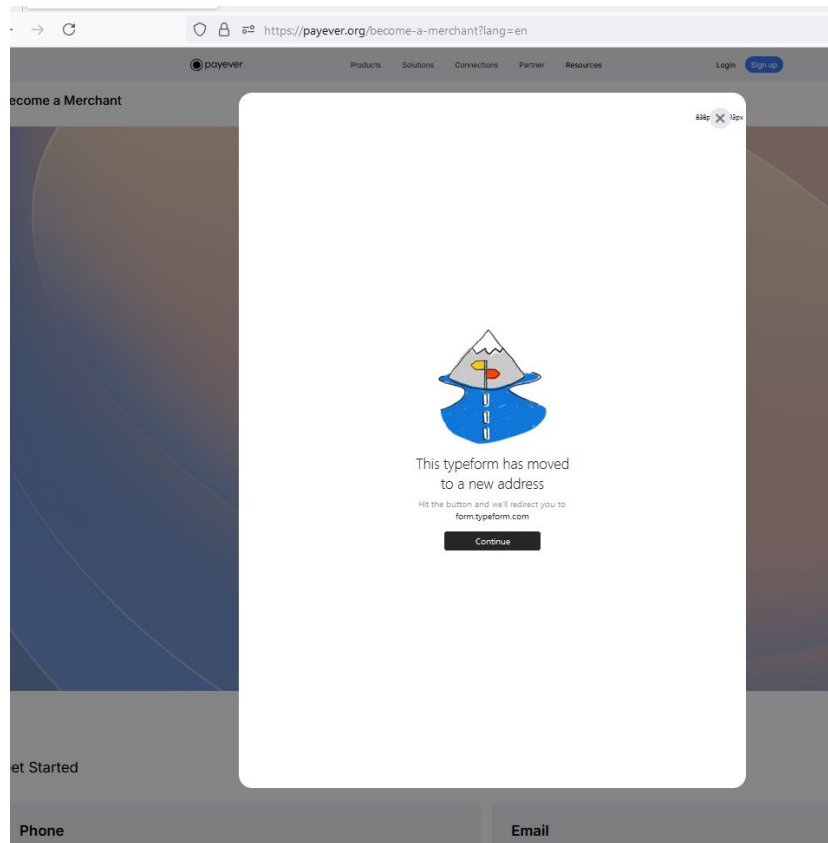 https://payever.org/become-a-merchant?lang=en
payever
Products Solutions Connections Partner Resources
Login Sign up
ecome a Merchant
This typeform has moved
to a new address
Hit the button and we'll redirect you to
form.typeform.com
Continue
et Started
Phone
Email